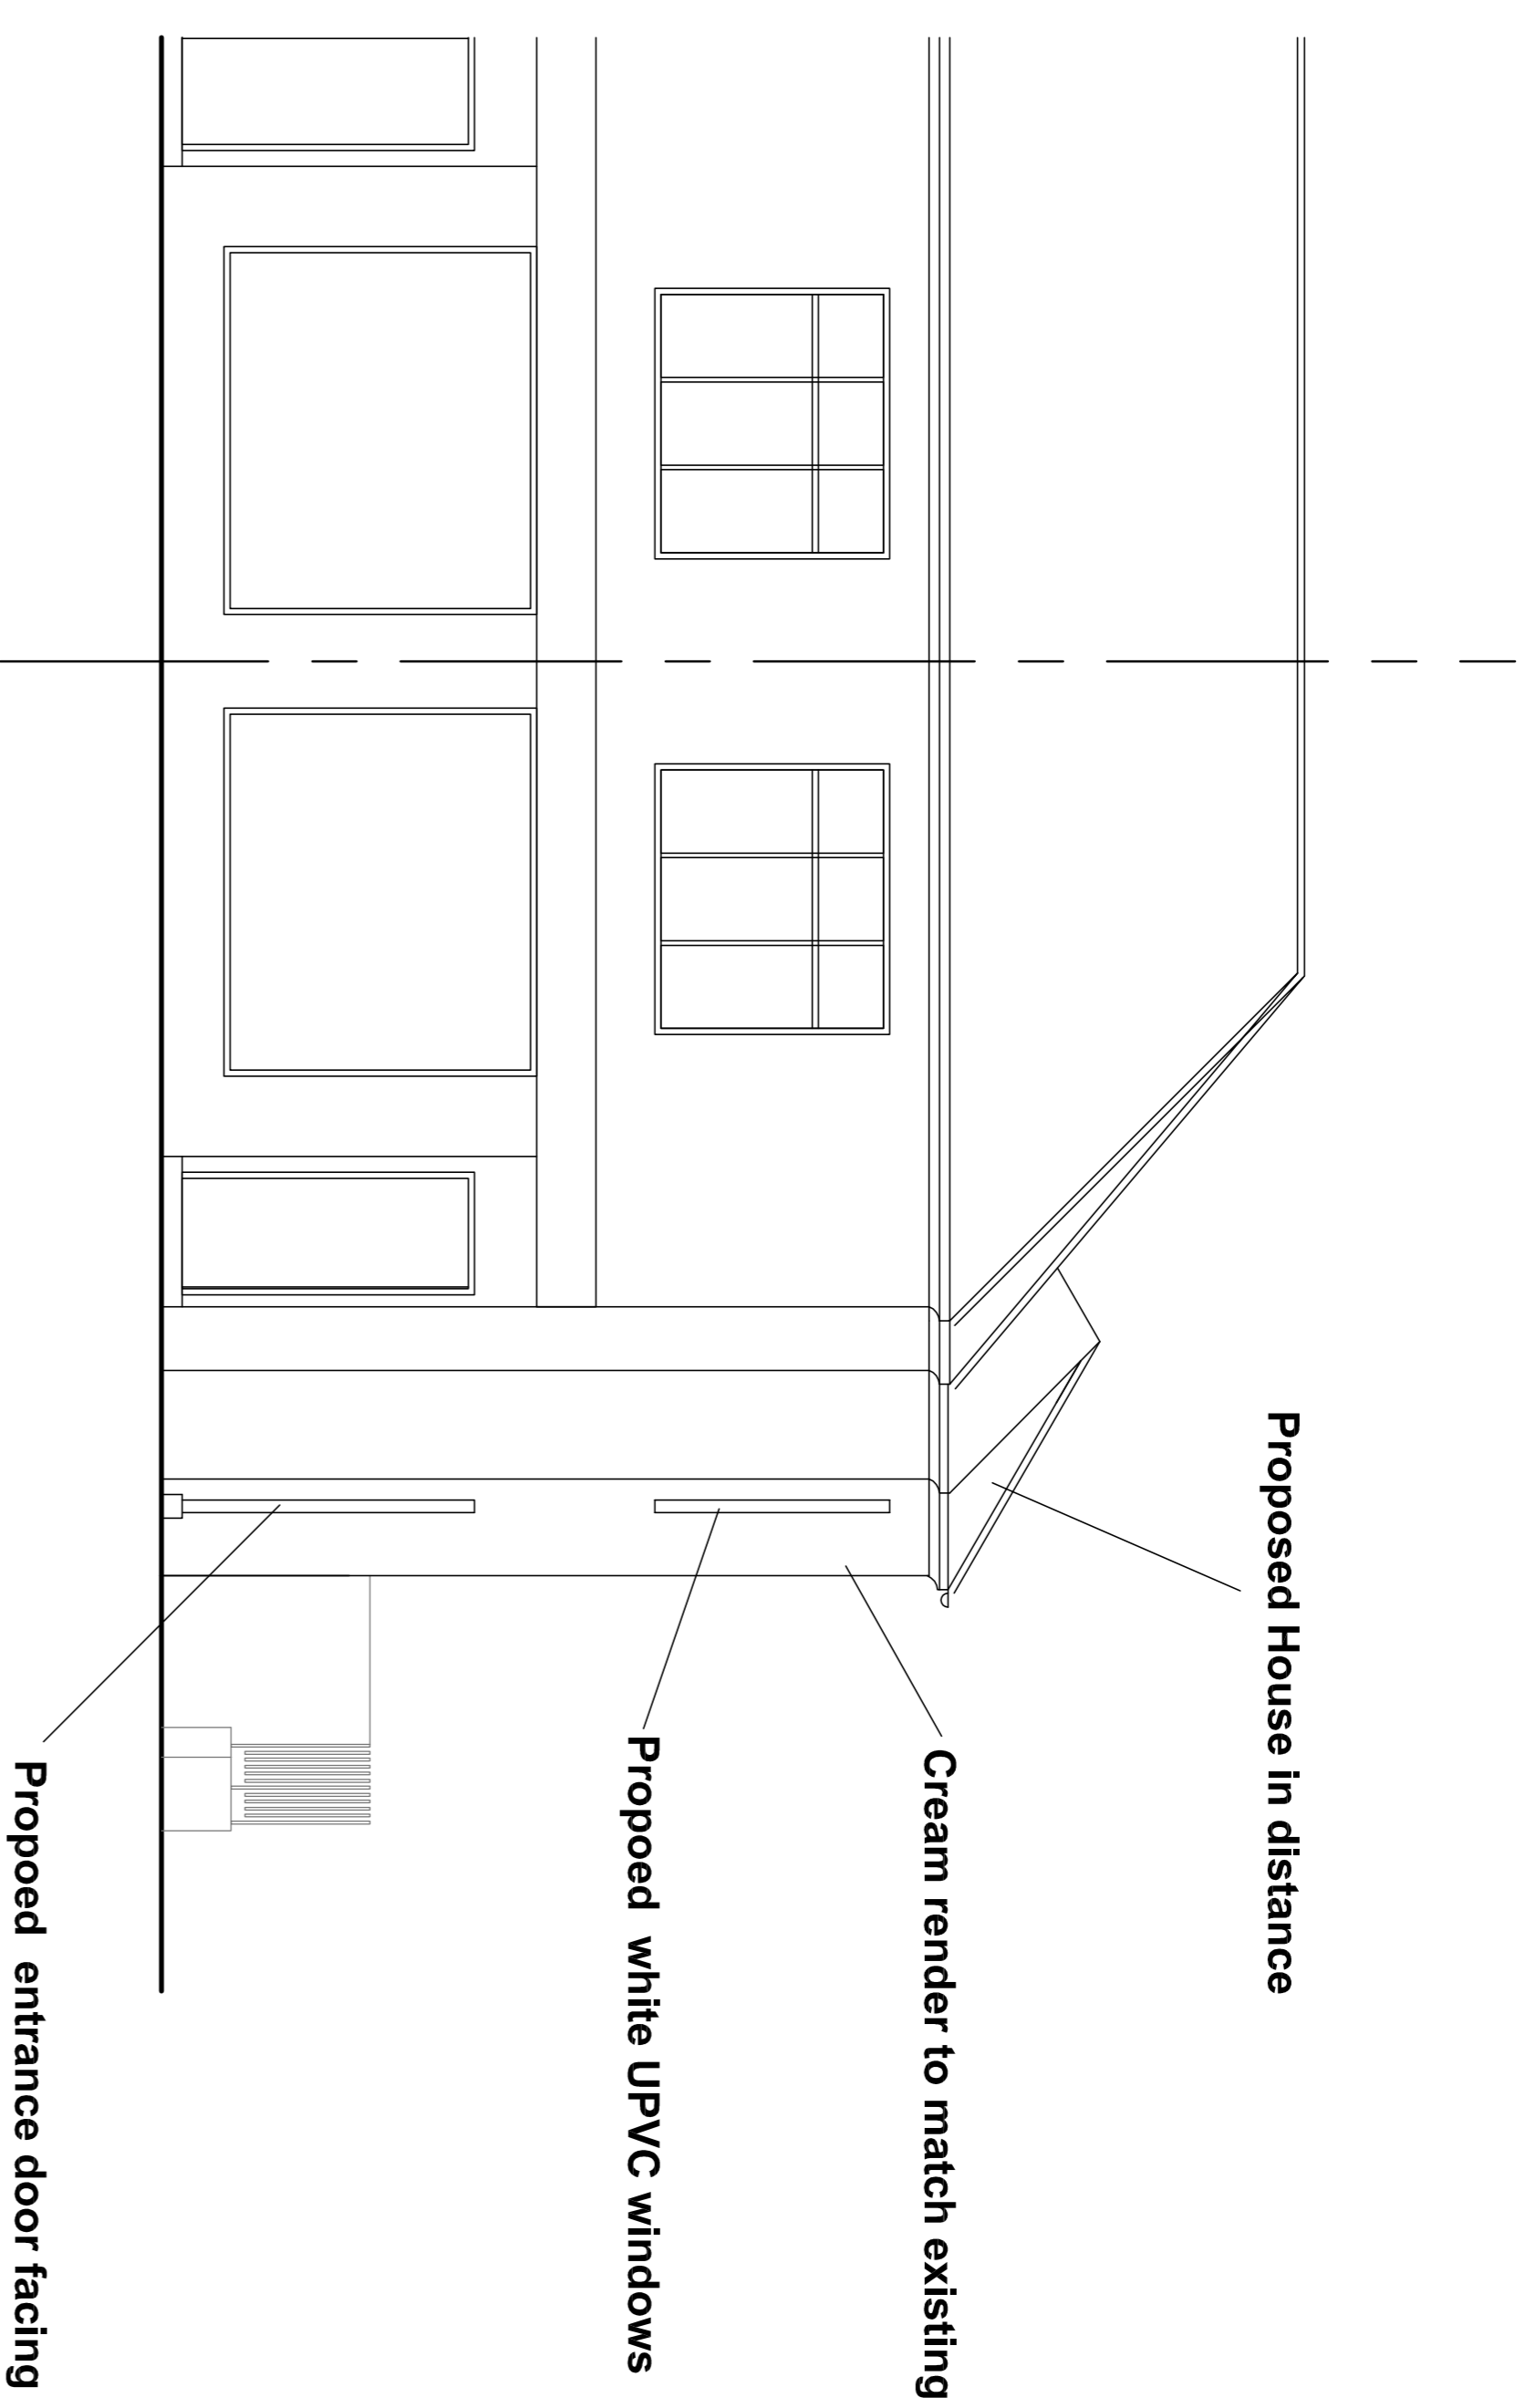 Proposed House in distance
Cream render to match existing
Propoed white UPVC windows
Propoed entrance door facing